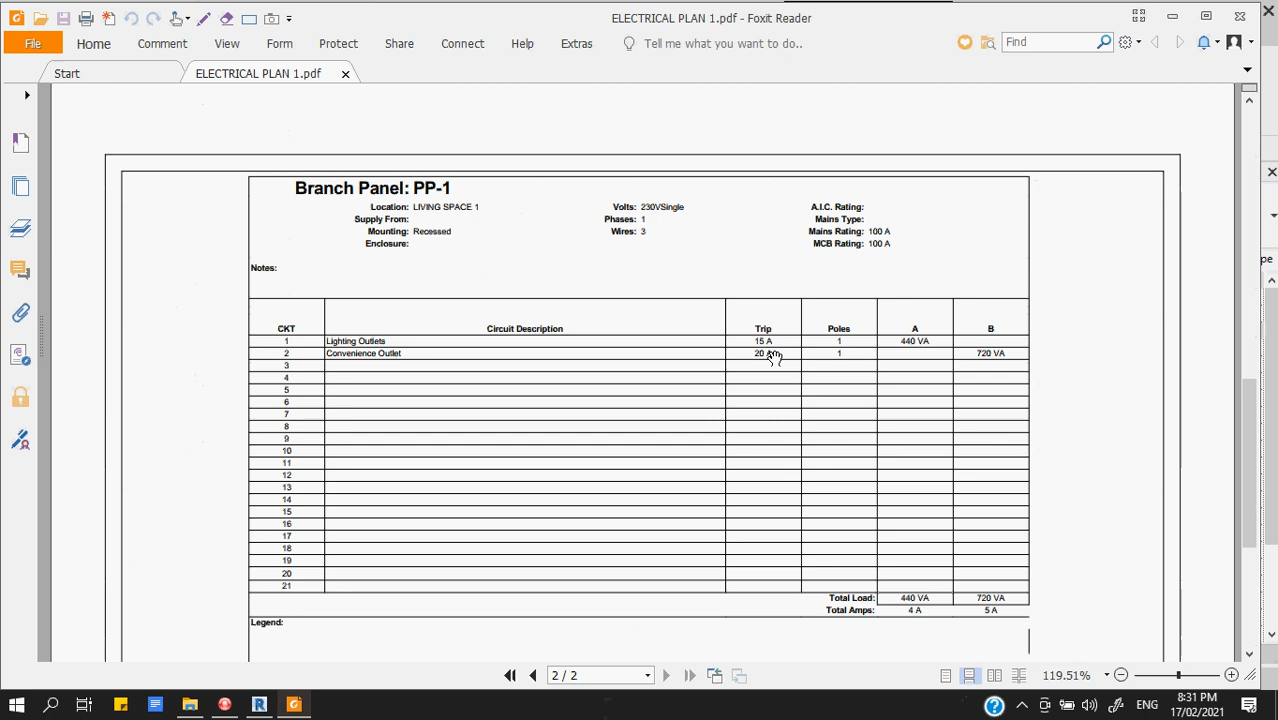 ELECTRICAL PLAN 1.pdf - Foxit Reader
File Home Comment View Form Protect Share Connect Help Extras Tell me what you want to do.. Find
Start ELECTRICAL PLAN 1.pdf
Branch Panel: PP-1
Location: LIVING SPACE 1 Volts: 230VSingle A.I.C. Rating:
Supply From: Phases: 1 Mains Type:
Mounting: Recessed Wires: 3 Mains Rating: 100 A
Enclosure: MCB Rating: 100 A
pe
Notes:
CKT Circuit Description Trip Poles A B
1 Lighting Outlets 15 A 1 440 VA
2 Convenience Outlet 20 1 720 VA
3
4
5
6
7
8
9
10
11
12
13
14
15
16
17
18
19
20
21
Total Load: 440 VA 720 VA
Total Amps: 4 A 5 A
Legend:
2 / 2 119.51%
ENG 8:31 PM
17/02/2021